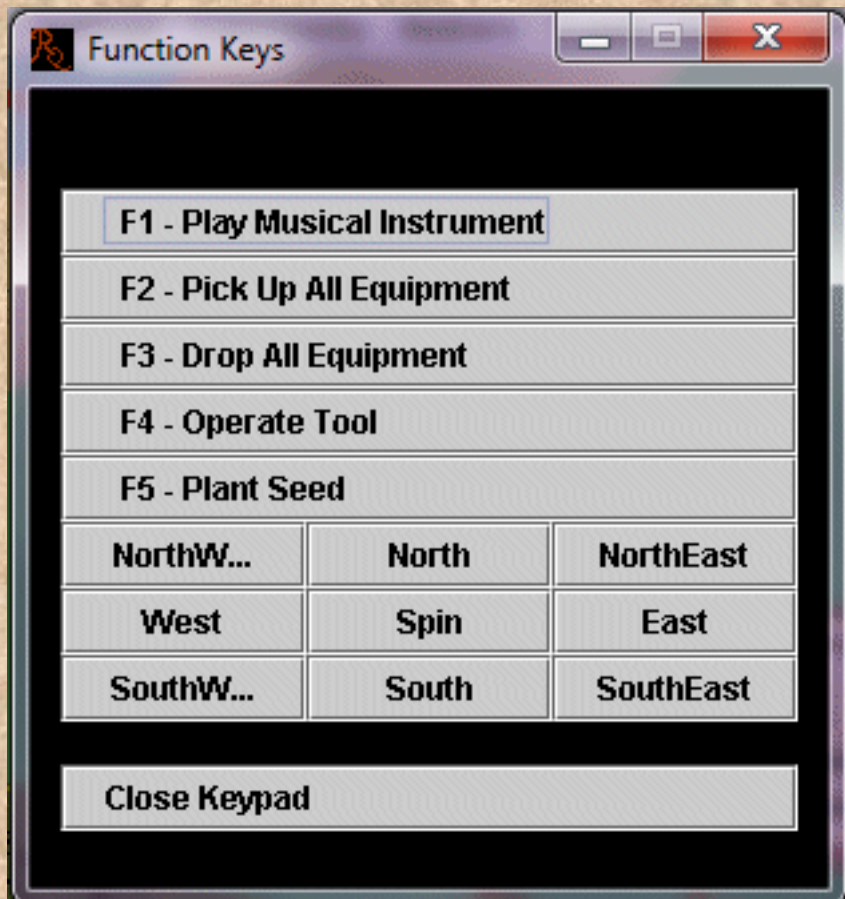 Function Keys
F1 - Play Musical Instrument
F2 - Pick Up All Equipment
F3 - Drop All Equipment
F4 - Operate Tool
F5 - Plant Seed
NorthW... North NorthEast
West Spin East
SouthW... South SouthEast
Close Keypad